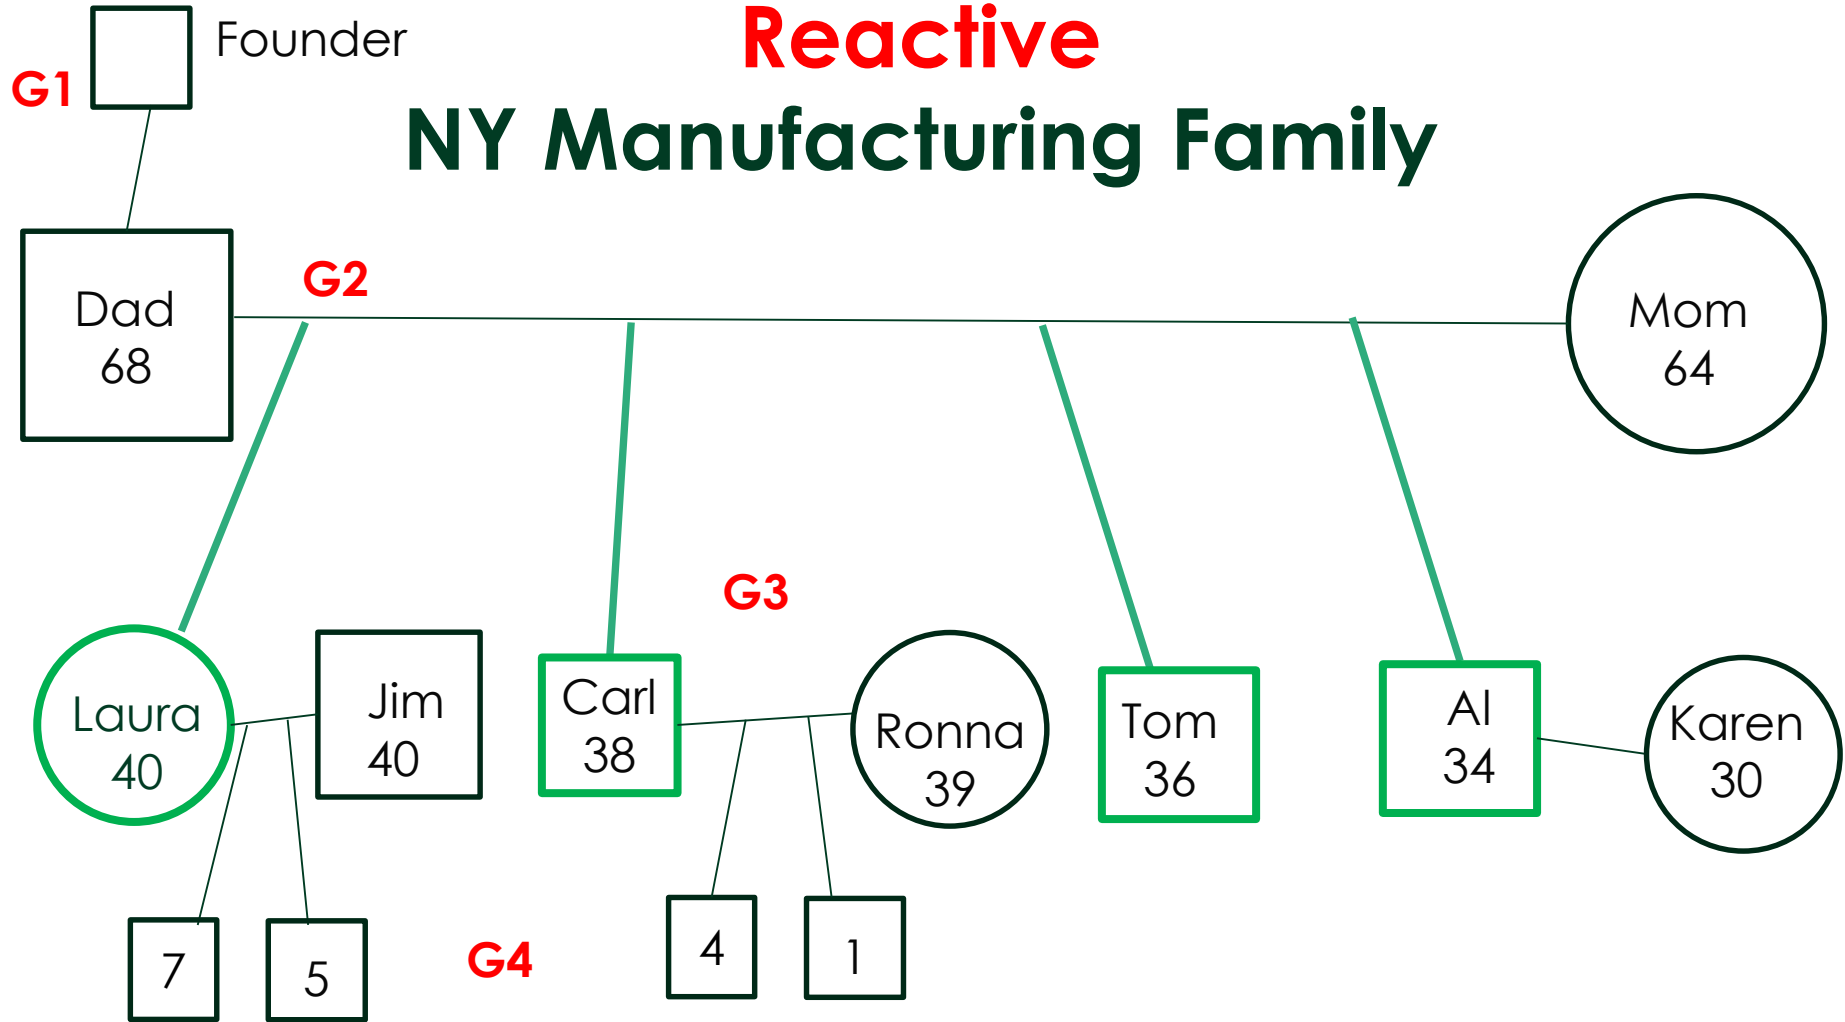 Founder
Reactive
G1
NY Manufacturing Family
G2
Dad
68
Mom
64
G3
Laura
40
Jim
40
Carl
38
Ronna
39
Tom
36
Al
34
Karen
30
7
5
G4
4
1